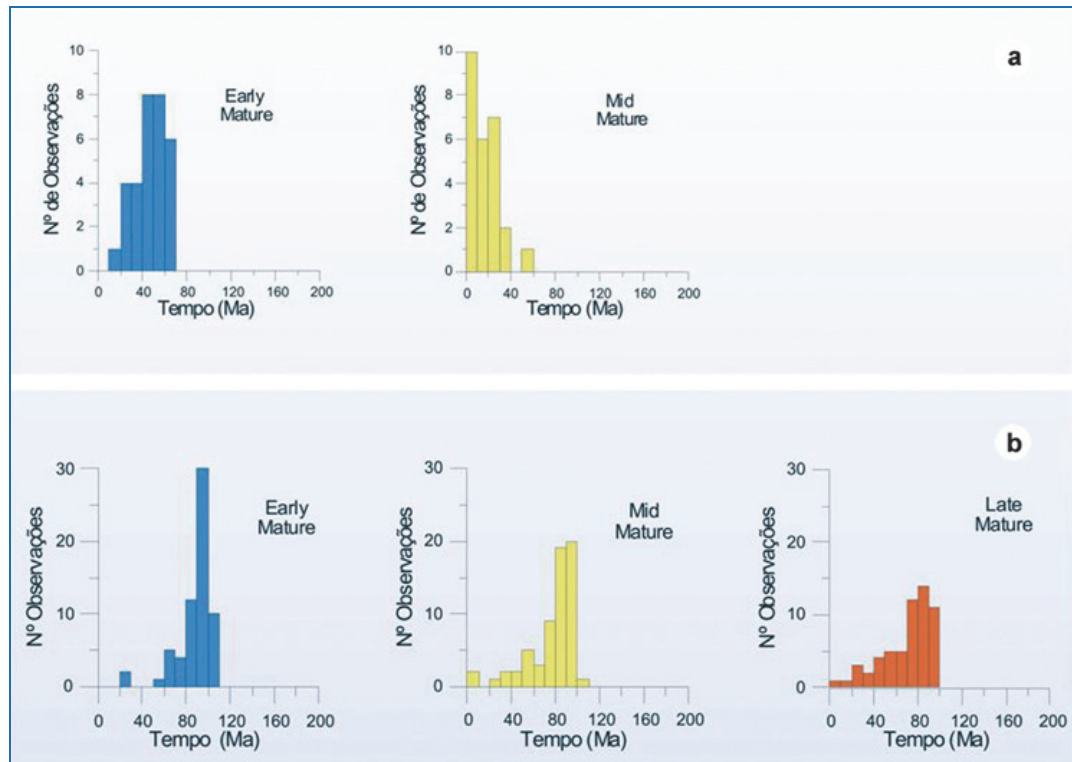 a
Nº de Observações
10
8
6
4
2
0
Early
Mature
0 40 80 120 160 200
Tempo (Ma)
Nº de Observações
10
8
6
4
2
0
Mid
Mature
0 40 80 120 160 200
Tempo (Ma)
b
Nº Observações
30
20
10
0
Early
Mature
0 40 80 120 160 200
Tempo (Ma)
Nº Observações
30
20
10
0
Mid
Mature
0 40 80 120 160 200
Tempo (Ma)
Nº Observações
30
20
10
0
Late
Mature
0 40 80 120 160 200
Tempo (Ma)